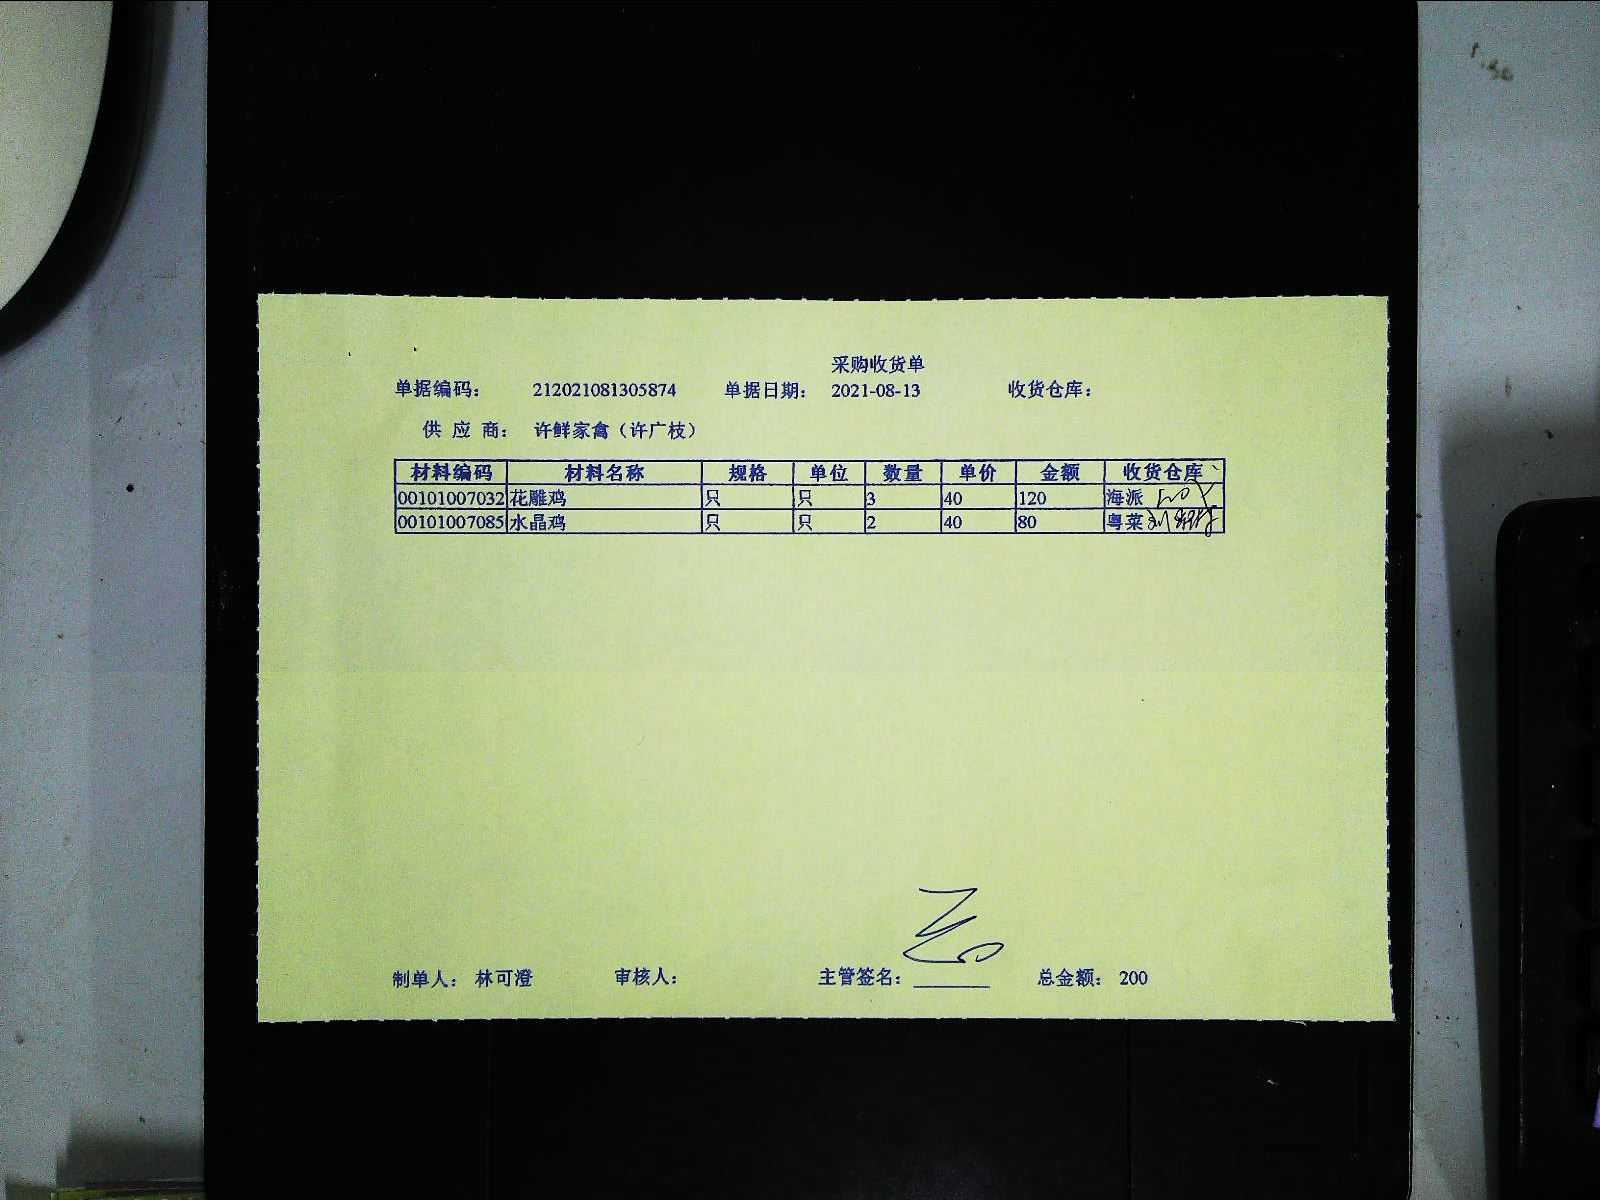 采购收货单
单据编码: 212021081305874 单据日期: 2021-08-13 收货仓库:
供 应 商: 许鲜家禽（许广枝）
材料编码 材料名称 规格 单位 数量 单价 金额 收货仓库
00101007032 花雕鸡 只 只 3 40 120 海派
00101007085 水晶鸡 只 只 2 40 80 粤菜
制单人: 林可澄 审核人: 主管签名: 总金额: 200